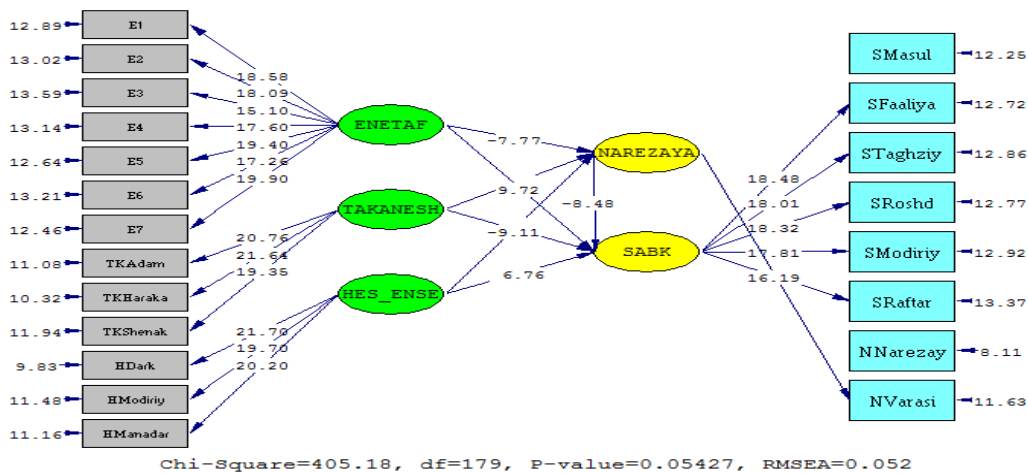 12.89 E1
13.02 E2
13.59 E3
13.14 E4
12.64 E5
13.21 E6
12.46 E7
11.08 TKAdam
10.32 TKHaraka
11.94 TKShenak
9.83 HDark
11.48 HModiriy
11.16 HManadar
18.58
18.09
15.10
17.60
19.40
17.26
19.90
20.76
21.64
19.35
21.70
19.70
20.20
ENETAF
TAKANESH
HES_ENSE
-7.77
9.72
-8.48
-9.11
6.76
NAREZAYA
SABK
18.48
18.01
18.32
17.81
16.19
SMasul 12.25
SFaaliya 12.72
STaghziy 12.86
SRoshd 12.77
SModiriy 12.92
SRaftar 13.37
NNarezay 8.11
NVarasi 11.63
Chi-Square=405.18, df=179, P-value=0.05427, RMSEA=0.052